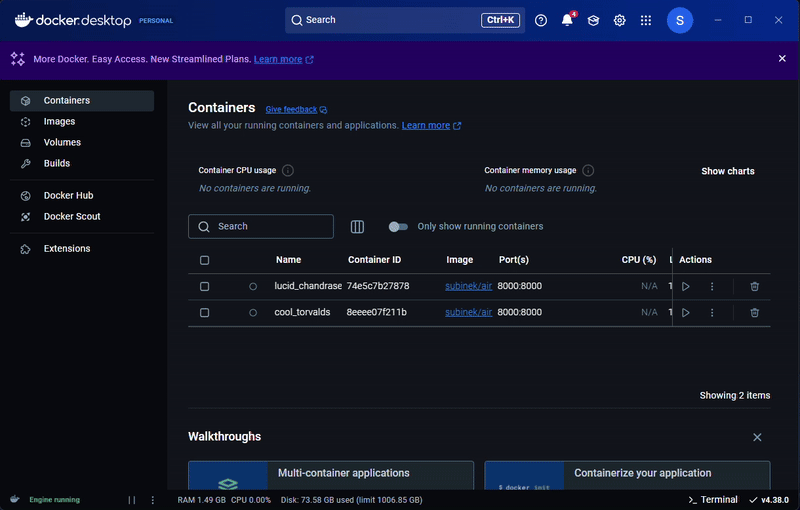 docker.desktop PERSONAL
Search Ctrl+K
4
S
More Docker. Easy Access. New Streamlined Plans. Learn more
Containers
Images
Volumes
Builds
Docker Hub
Docker Scout
Extensions
Containers Give feedback
View all your running containers and applications. Learn more
Container CPU usage
No containers are running.
Container memory usage
No containers are running.
Show charts
Search
Only show running containers
Name Container ID Image Port(s) CPU (%) L Actions
lucid_chandrase 74e5c7b27878 subinek/air 8000:8000 N/A 1
cool_torvalds 8eeee07f211b subinek/air 8000:8000 N/A 1
Showing 2 items
Walkthroughs
Multi-container applications
$ docker init
Containerize your application
Engine running RAM 1.49 GB CPU 0.00% Disk: 73.58 GB used (limit 1006.85 GB) >_ Terminal v4.38.0